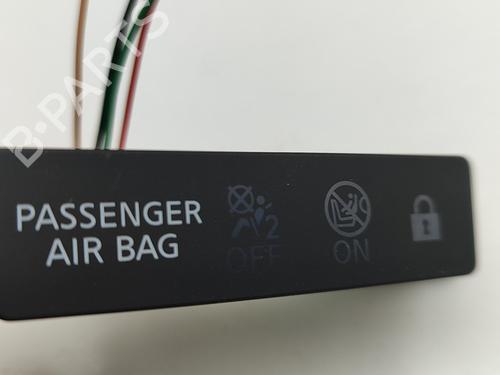 B-PARTS
PASSENGER
AIR BAG
2
OFF
ON